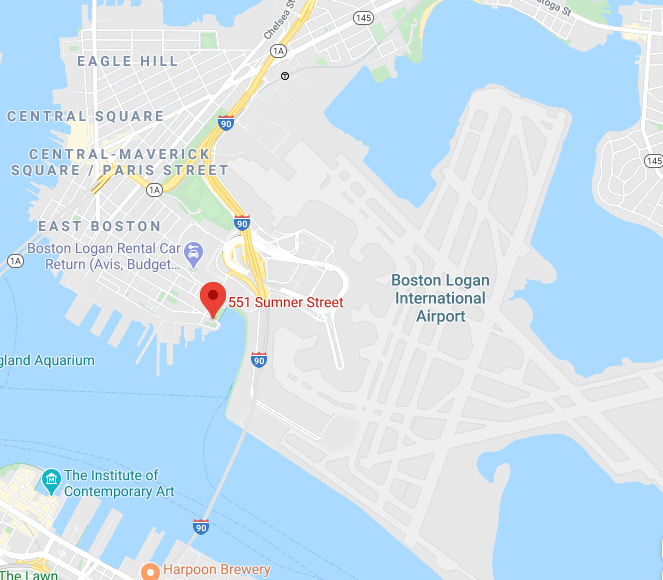 145
atoga St
Chelsea St
1A
EAGLE HILL
CENTRAL SQUARE
90
CENTRAL-MAVERICK
SQUARE / PARIS STREET
145
1A
EAST BOSTON
90
Boston Logan Rental Car
Return (Avis, Budget...
1A
Boston Logan
International
Airport
551 Sumner Street
gland Aquarium
90
The Institute of
Contemporary Art
90
Harpoon Brewery
The Lawn